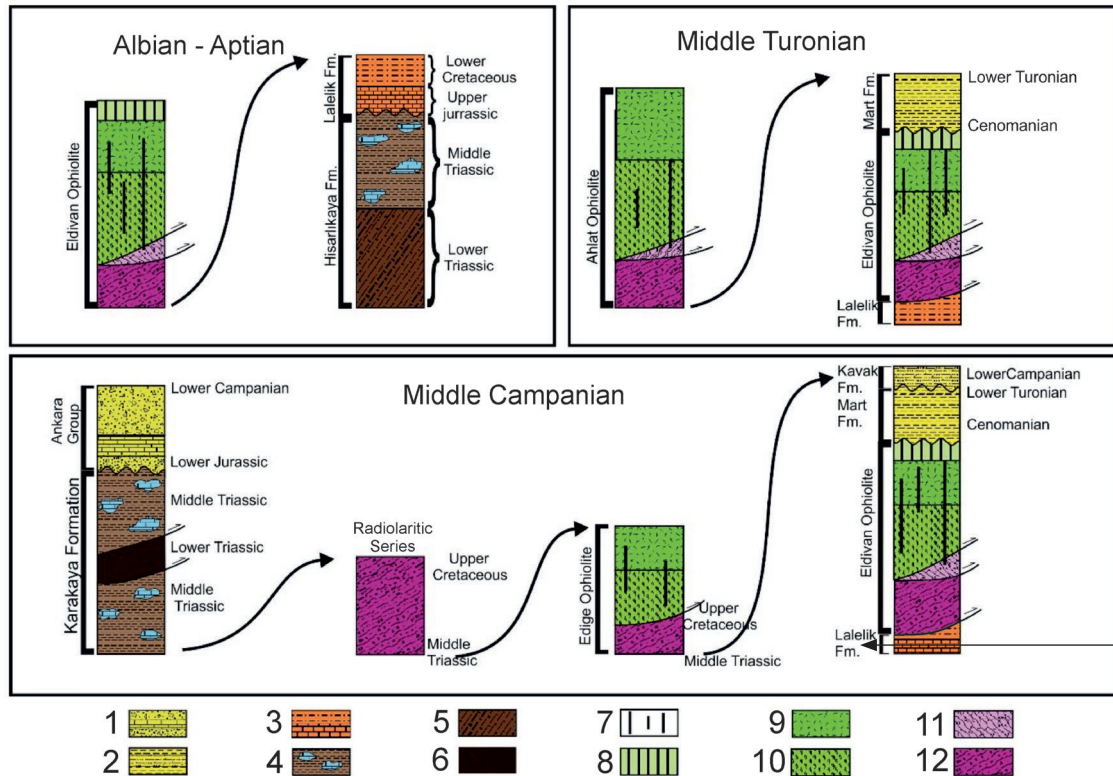 Albian - Aptian
Eldivan Ophiolite
Lalelik Fm.
Hisarlıkaya Fm.
Lower
Cretaceous
Upper
jurrassic
Middle
Triassic
Lower
Triassic
Middle Turonian
Ahlat Ophiolite
Mart Fm.
Eldivan Ophiolite
Lalelik
Fm.
Lower Turonian
Cenomanian
Middle Campanian
Ankara
Group
Karakaya Formation
Lower Campanian
Lower Jurassic
Middle Triassic
Lower Triassic
Middle
Triassic
Radiolaritic
Series
Upper
Cretaceous
Middle
Triassic
Edige Ophiolite
Upper
Cretaceous
Middle Triassic
Kavak
Fm.
Mart
Fm.
Eldivan Ophiolite
Lalelik
Fm.
LowerCampanian
Lower Turonian
Cenomanian
1 3 5 7 9 11
2 4 6 8 10 12